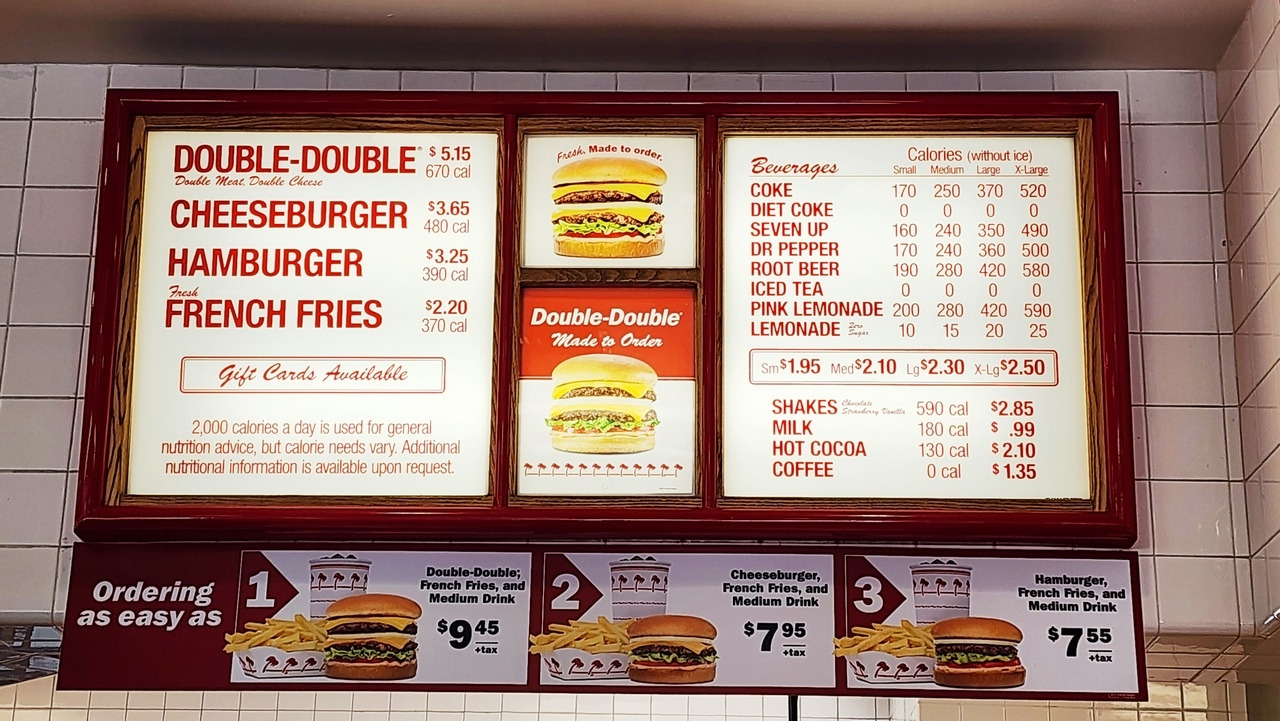 DOUBLE-DOUBLE® $5.15
Double Meat, Double Cheese 670 cal
CHEESEBURGER $3.65
480 cal
HAMBURGER $3.25
390 cal
Fresh
FRENCH FRIES $2.20
370 cal
Gift Cards Available
2,000 calories a day is used for general
nutrition advice, but calorie needs vary. Additional
nutritional information is available upon request.
Fresh, Made to order.
Double-Double®
Made to Order
Beverages Calories (without ice)
Small Medium Large X-Large
COKE 170 250 370 520
DIET COKE 0 0 0 0
SEVEN UP 160 240 350 490
DR PEPPER 170 240 360 500
ROOT BEER 190 280 420 580
ICED TEA 0 0 0 0
PINK LEMONADE 200 280 420 590
LEMONADE Zero Sugar 10 15 20 25
Sm$1.95 Med$2.10 Lg$2.30 X-Lg$2.50
SHAKES Chocolate Strawberry Vanilla 590 cal $2.85
MILK 180 cal $ .99
HOT COCOA 130 cal $2.10
COFFEE 0 cal $1.35
Ordering
as easy as
1
Double-Double,
French Fries, and
Medium Drink
$9 45
+tax
2
Cheeseburger,
French Fries, and
Medium Drink
$7 95
+tax
3
Hamburger,
French Fries, and
Medium Drink
$7 55
+tax